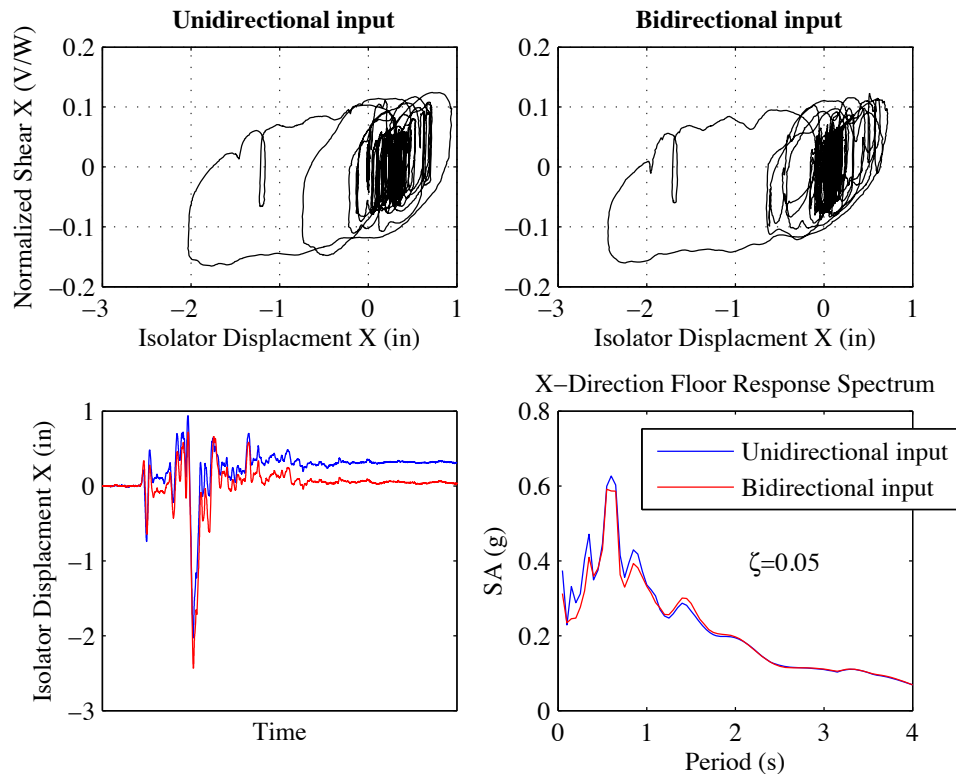 Unidirectional input
Bidirectional input
Normalized Shear X (V/W)
0.2
0.1
0
−0.1
−0.2
−3
−2
−1
0
1
Isolator Displacment X (in)
0.2
0.1
0
−0.1
−0.2
−3
−2
−1
0
1
Isolator Displacment X (in)
Isolator Displacment X (in)
1
0
−1
−2
−3
Time
X−Direction Floor Response Spectrum
SA (g)
0.8
0.6
0.4
0.2
0
Unidirectional input
Bidirectional input
ζ=0.05
0
1
2
3
4
Period (s)